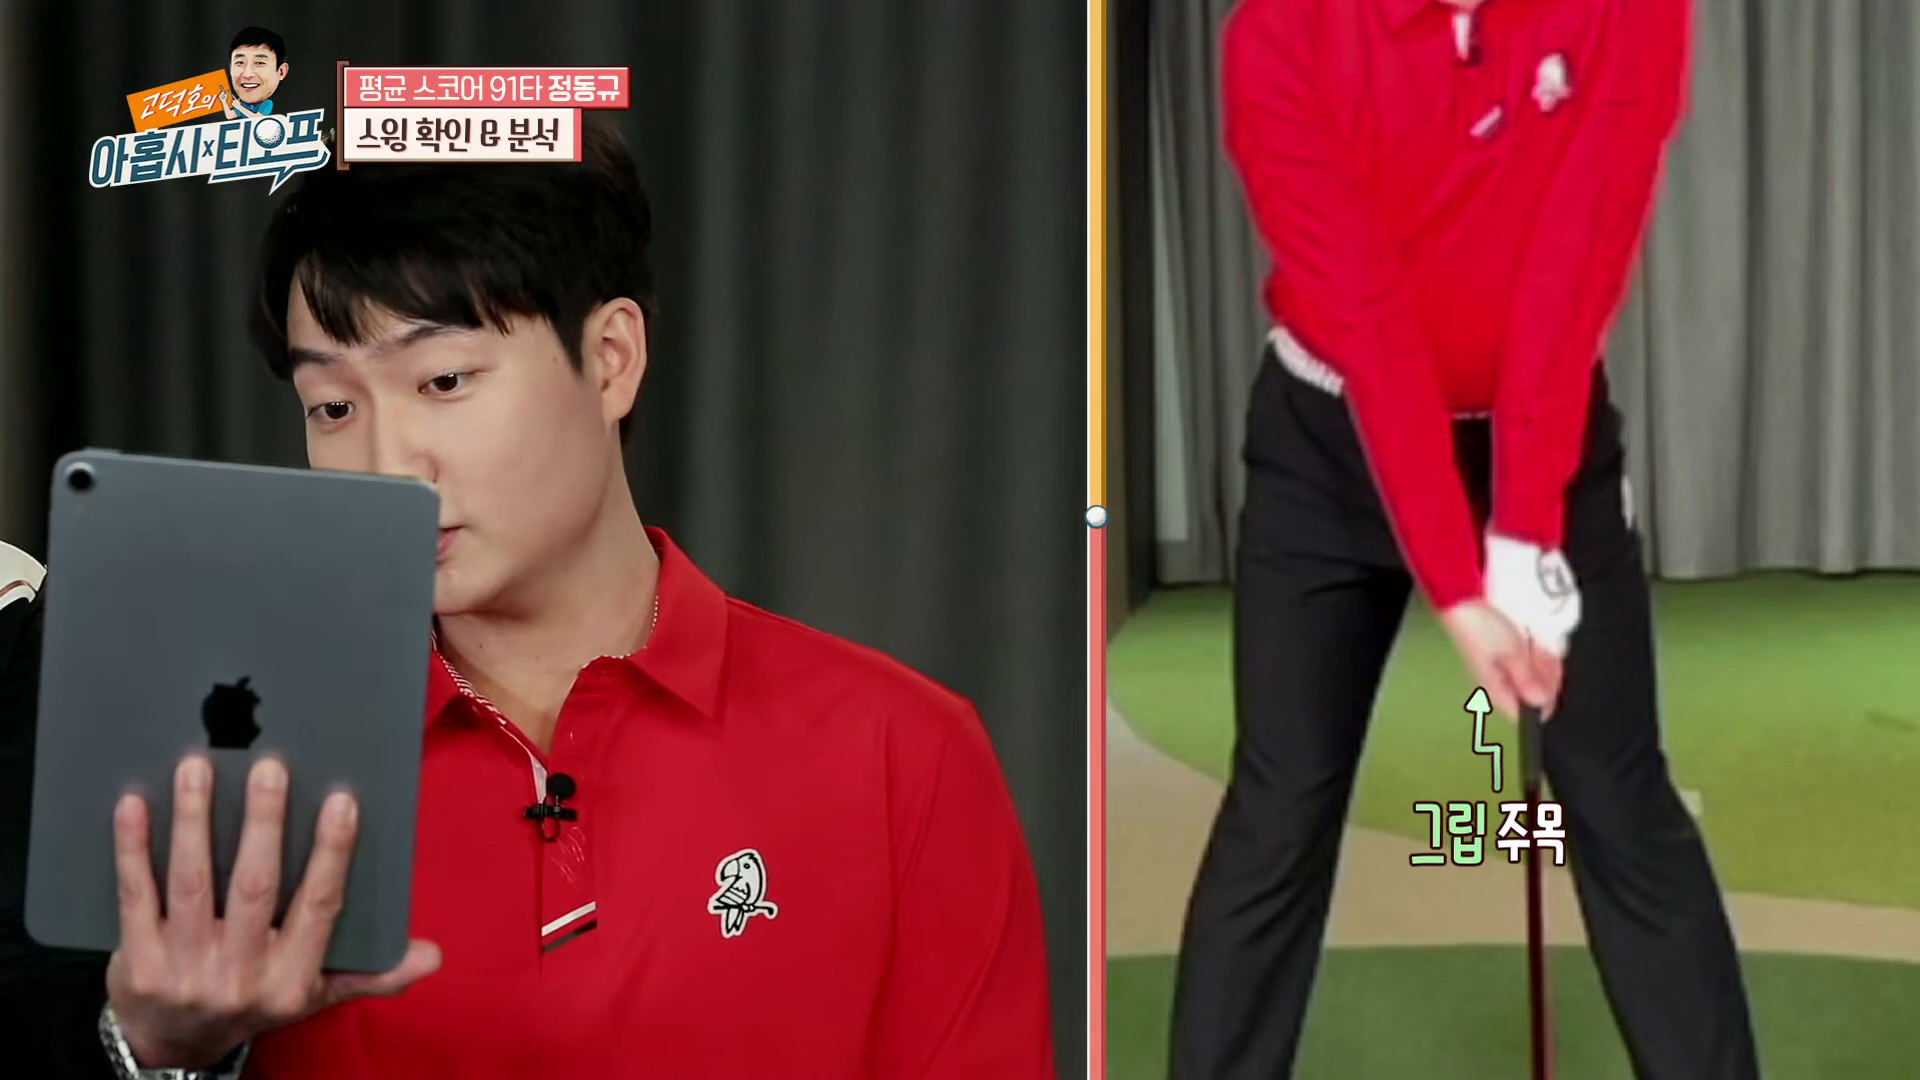 고덕호의
아홉시x티오프
평균 스코어 91타 정동규
스윙 확인 & 분석
그립 주목